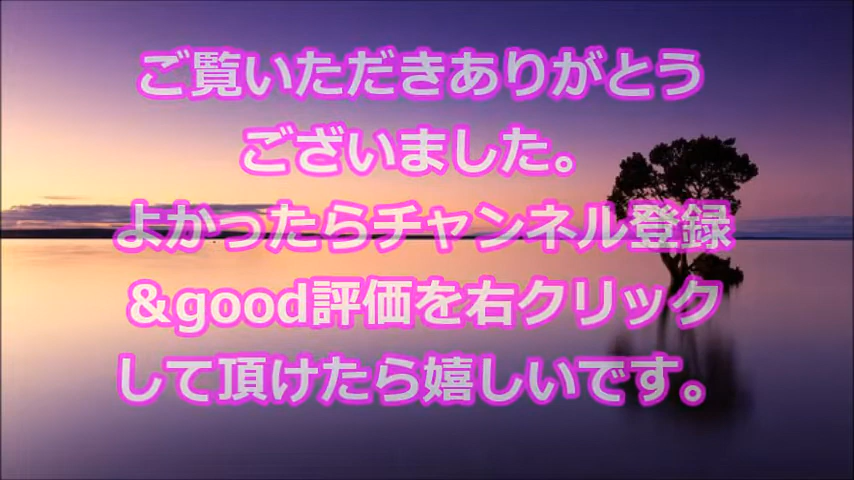 ご覧いただきありがとう
ございました。
よかったらチャンネル登録
&good評価を右クリック
して頂けたら嬉しいです。